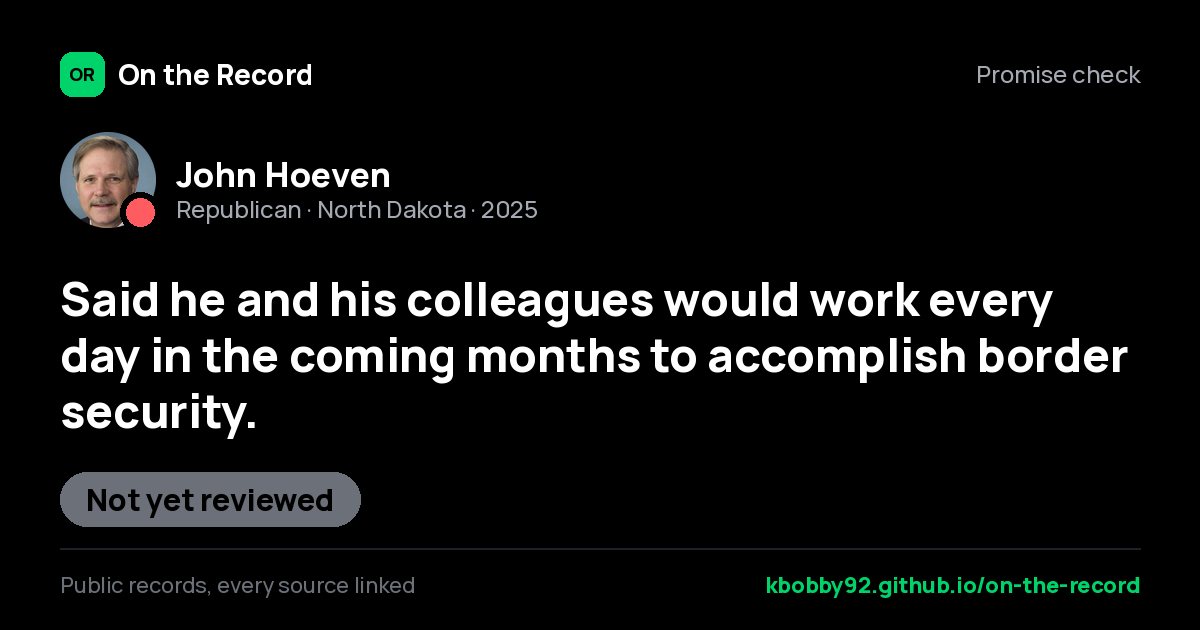 OR On the Record
Promise check
John Hoeven
Republican · North Dakota · 2025
Said he and his colleagues would work every
day in the coming months to accomplish border
security.
Not yet reviewed
Public records, every source linked
kbobby92.github.io/on-the-record